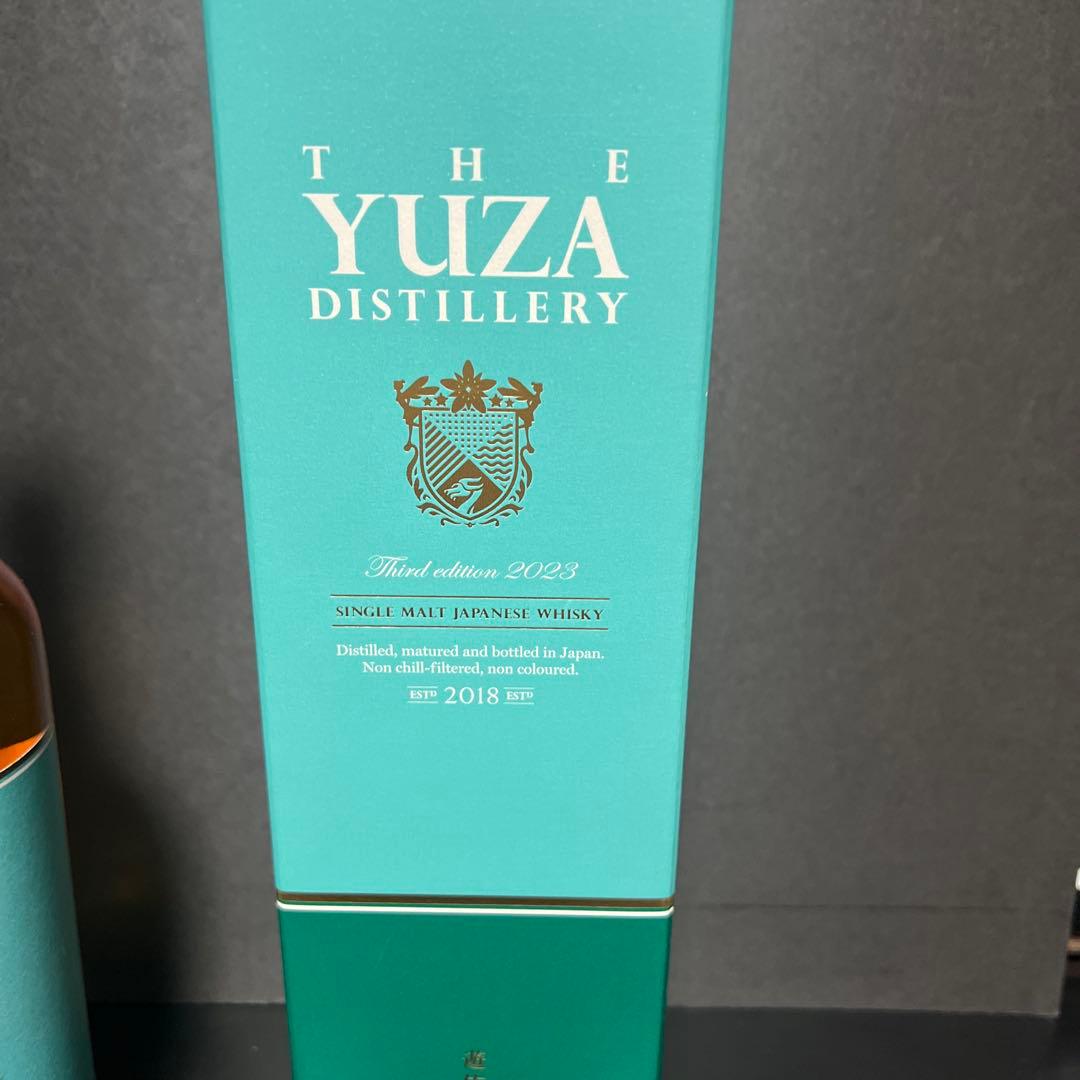 THE
YUZA
DISTILLERY
Third edition 2023
SINGLE MALT JAPANESE WHISKY
Distilled, matured and bottled in Japan.
Non chill-filtered, non coloured.
ESTD 2018 ESTD
遊